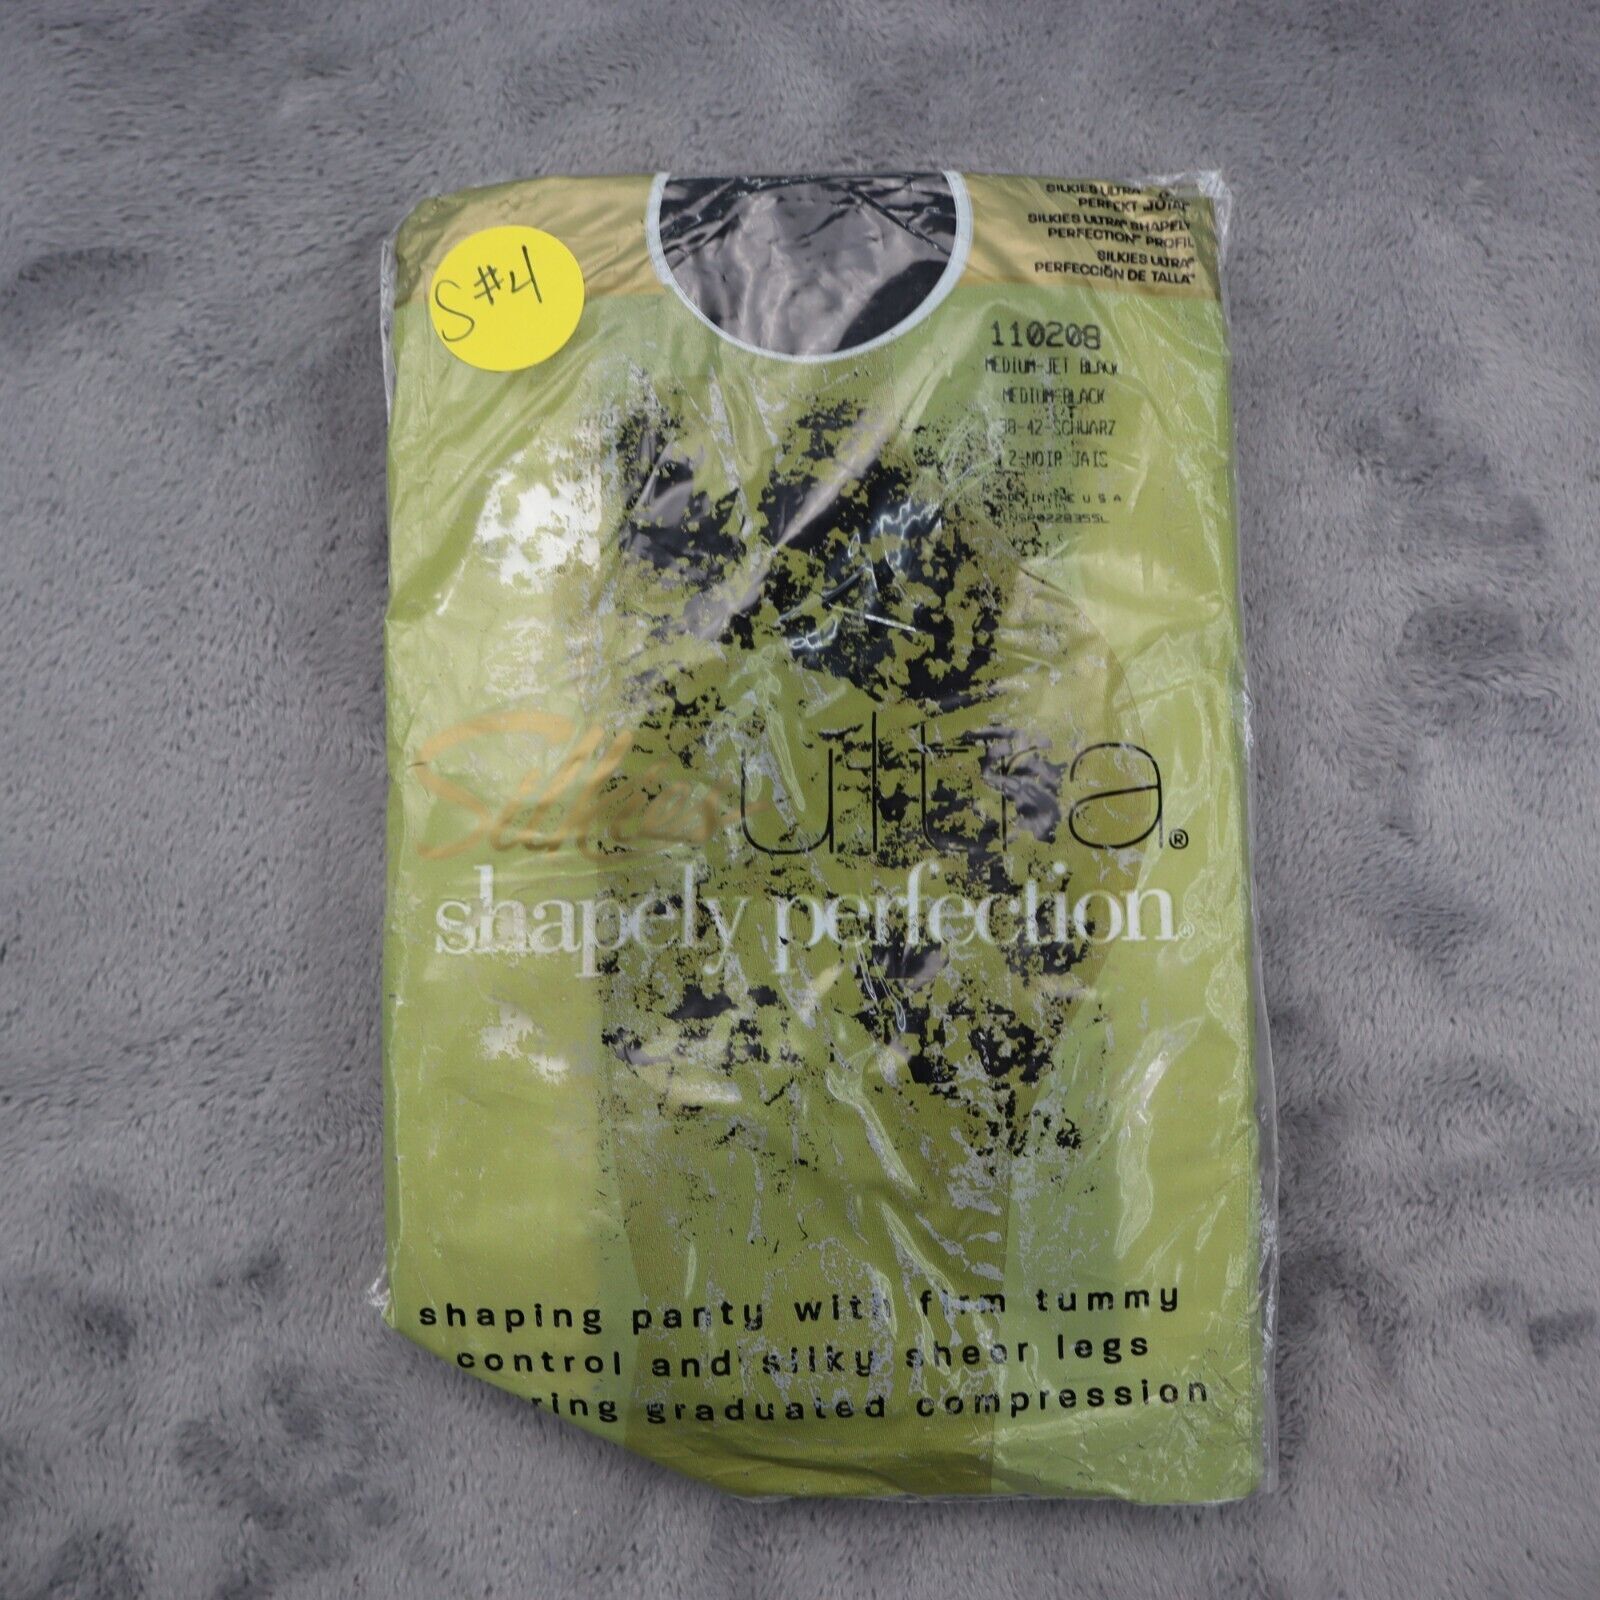 S#4
SILKIES ULTRA
PERFEKT
SILKIES ULTRA® SHAPELY
PERFECTION® PROFIL
SILKIES ULTRA®
PERFECCIÓN DE TALLA®
110208
MEDIUM-JET BLACK
MEDIUM-BLACK
38-42-SCHWARZ
2-NOIR JAIS
MADE IN THE U S A
Silkies ultra®
shapely perfection®
shaping panty with firm tummy
control and silky sheer legs
graduated compression